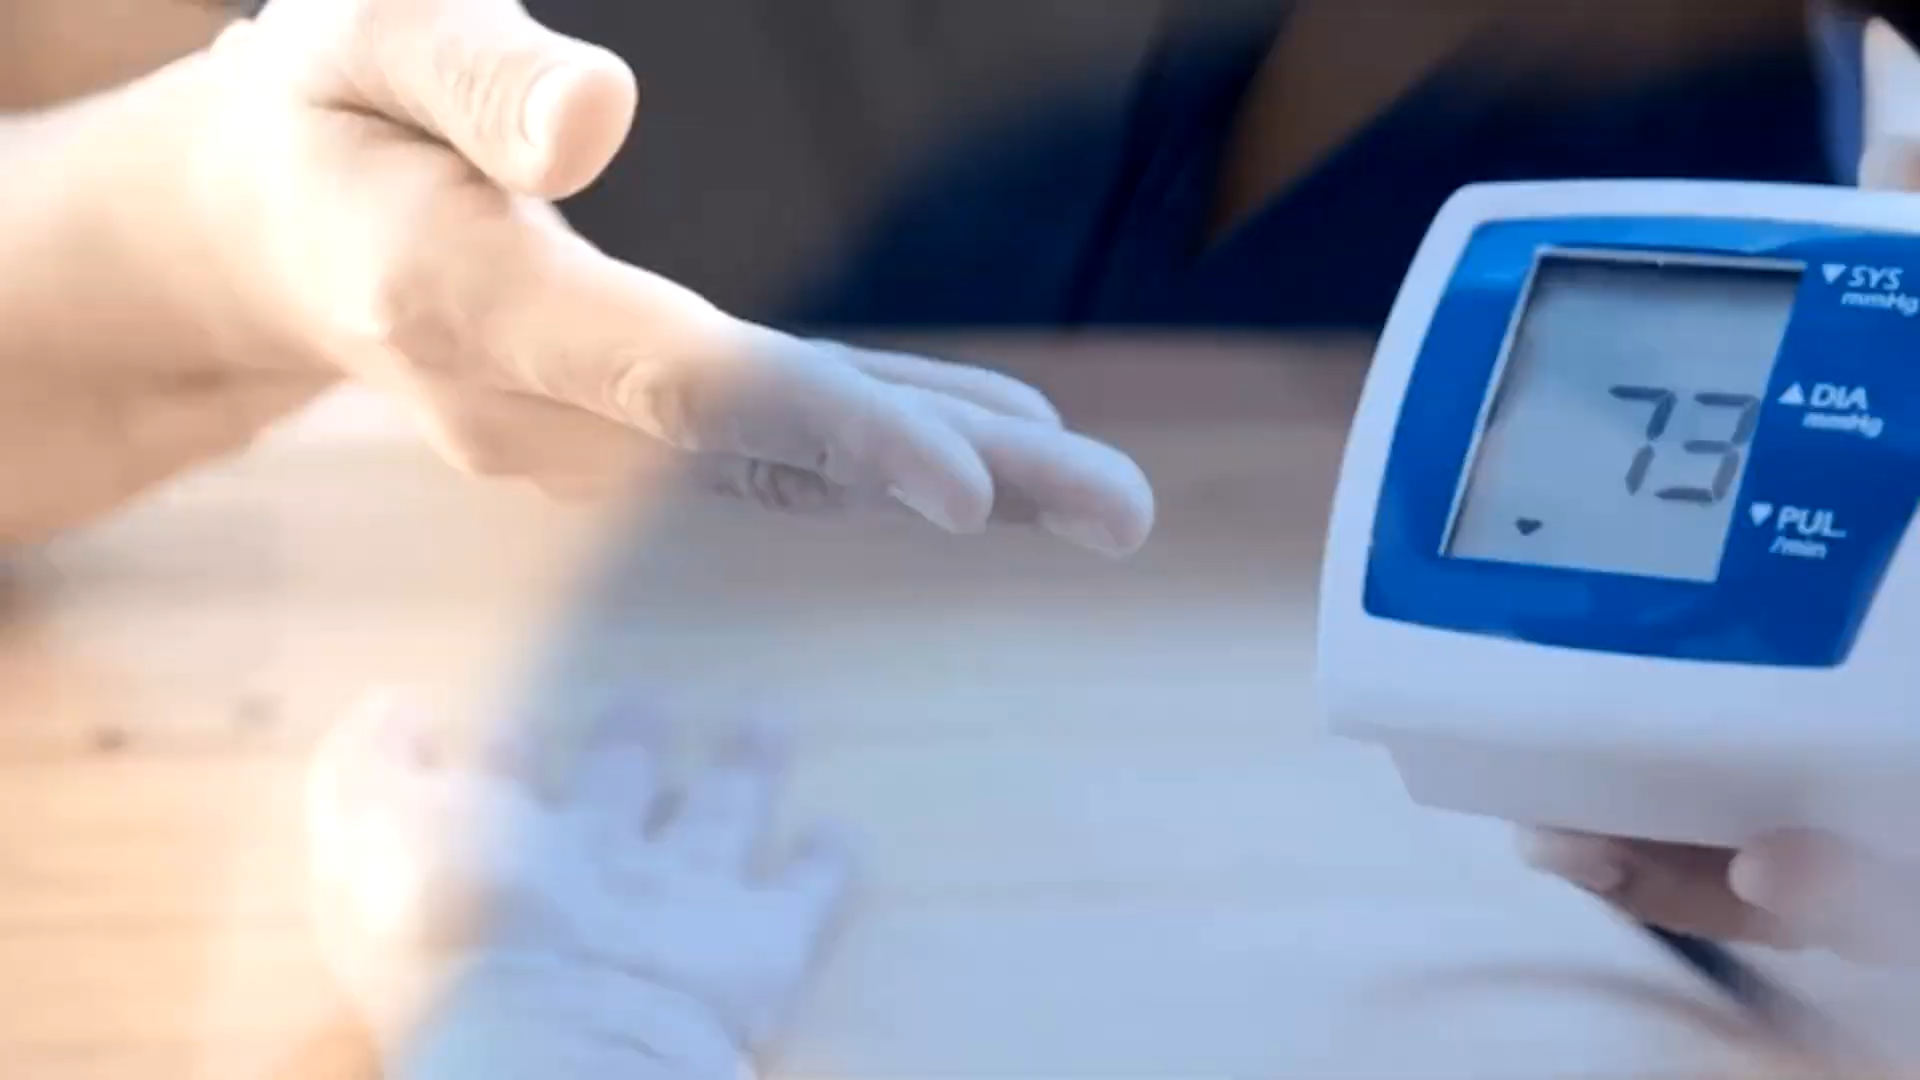 ▼SYS
mmHg
73
▲DIA
mmHg
▼PUL
/min